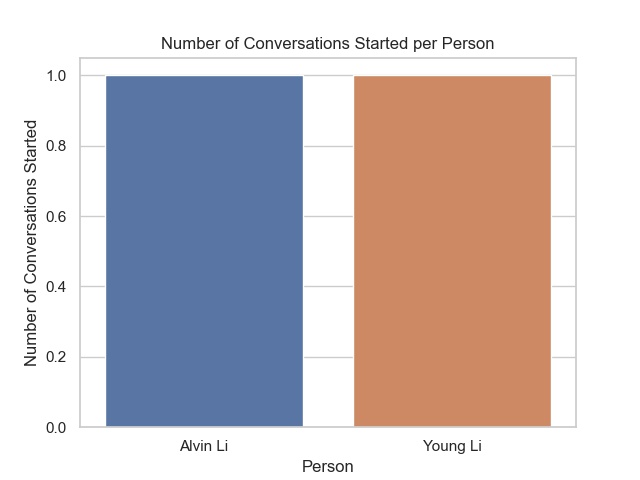 Number of Conversations Started per Person
Number of Conversations Started
1.0
0.8
0.6
0.4
0.2
0.0
Alvin Li
Young Li
Person